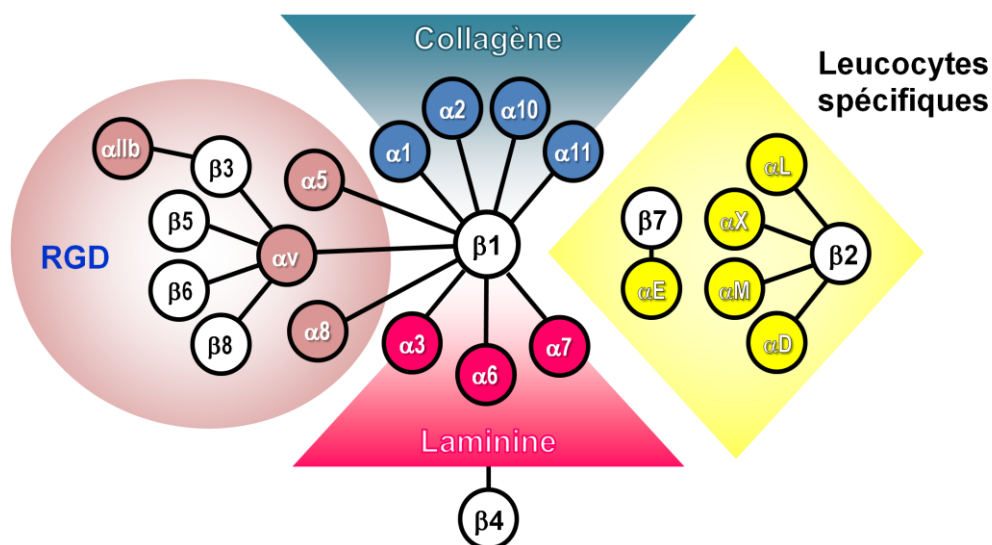 Collagène
Leucocytes
spécifiques
RGD
αIIb
β3
β5
β6
β8
αv
α5
α8
α1
α2
α10
α11
β1
α3
α6
α7
Laminine
β4
β7
αE
αL
αX
αM
αD
β2